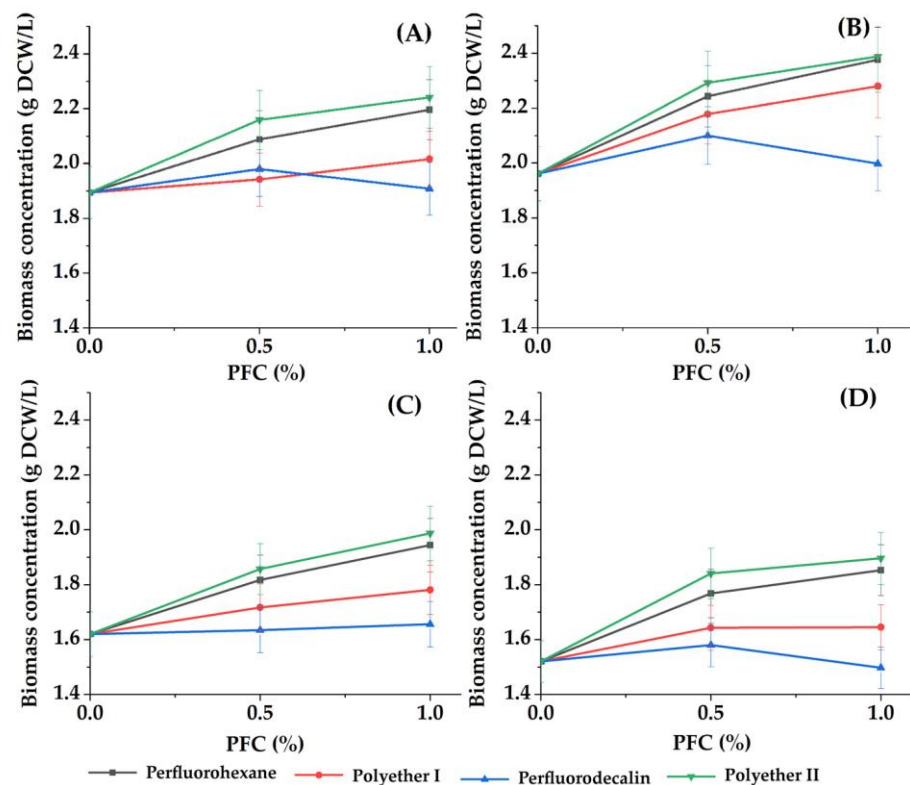 (A)
Biomass concentration (g DCW/L)
2.4
2.2
2.0
1.8
1.6
1.4
0.0
0.5
1.0
PFC (%)
(B)
Biomass concentration (g DCW/L)
2.4
2.2
2.0
1.8
1.6
1.4
0.0
0.5
1.0
PFC (%)
(C)
Biomass concentration (g DCW/L)
2.4
2.2
2.0
1.8
1.6
1.4
0.0
0.5
1.0
PFC (%)
(D)
Biomass concentration (g DCW/L)
2.4
2.2
2.0
1.8
1.6
1.4
0.0
0.5
1.0
PFC (%)
Perfluorohexane
Polyether I
Perfluorodecalin
Polyether II